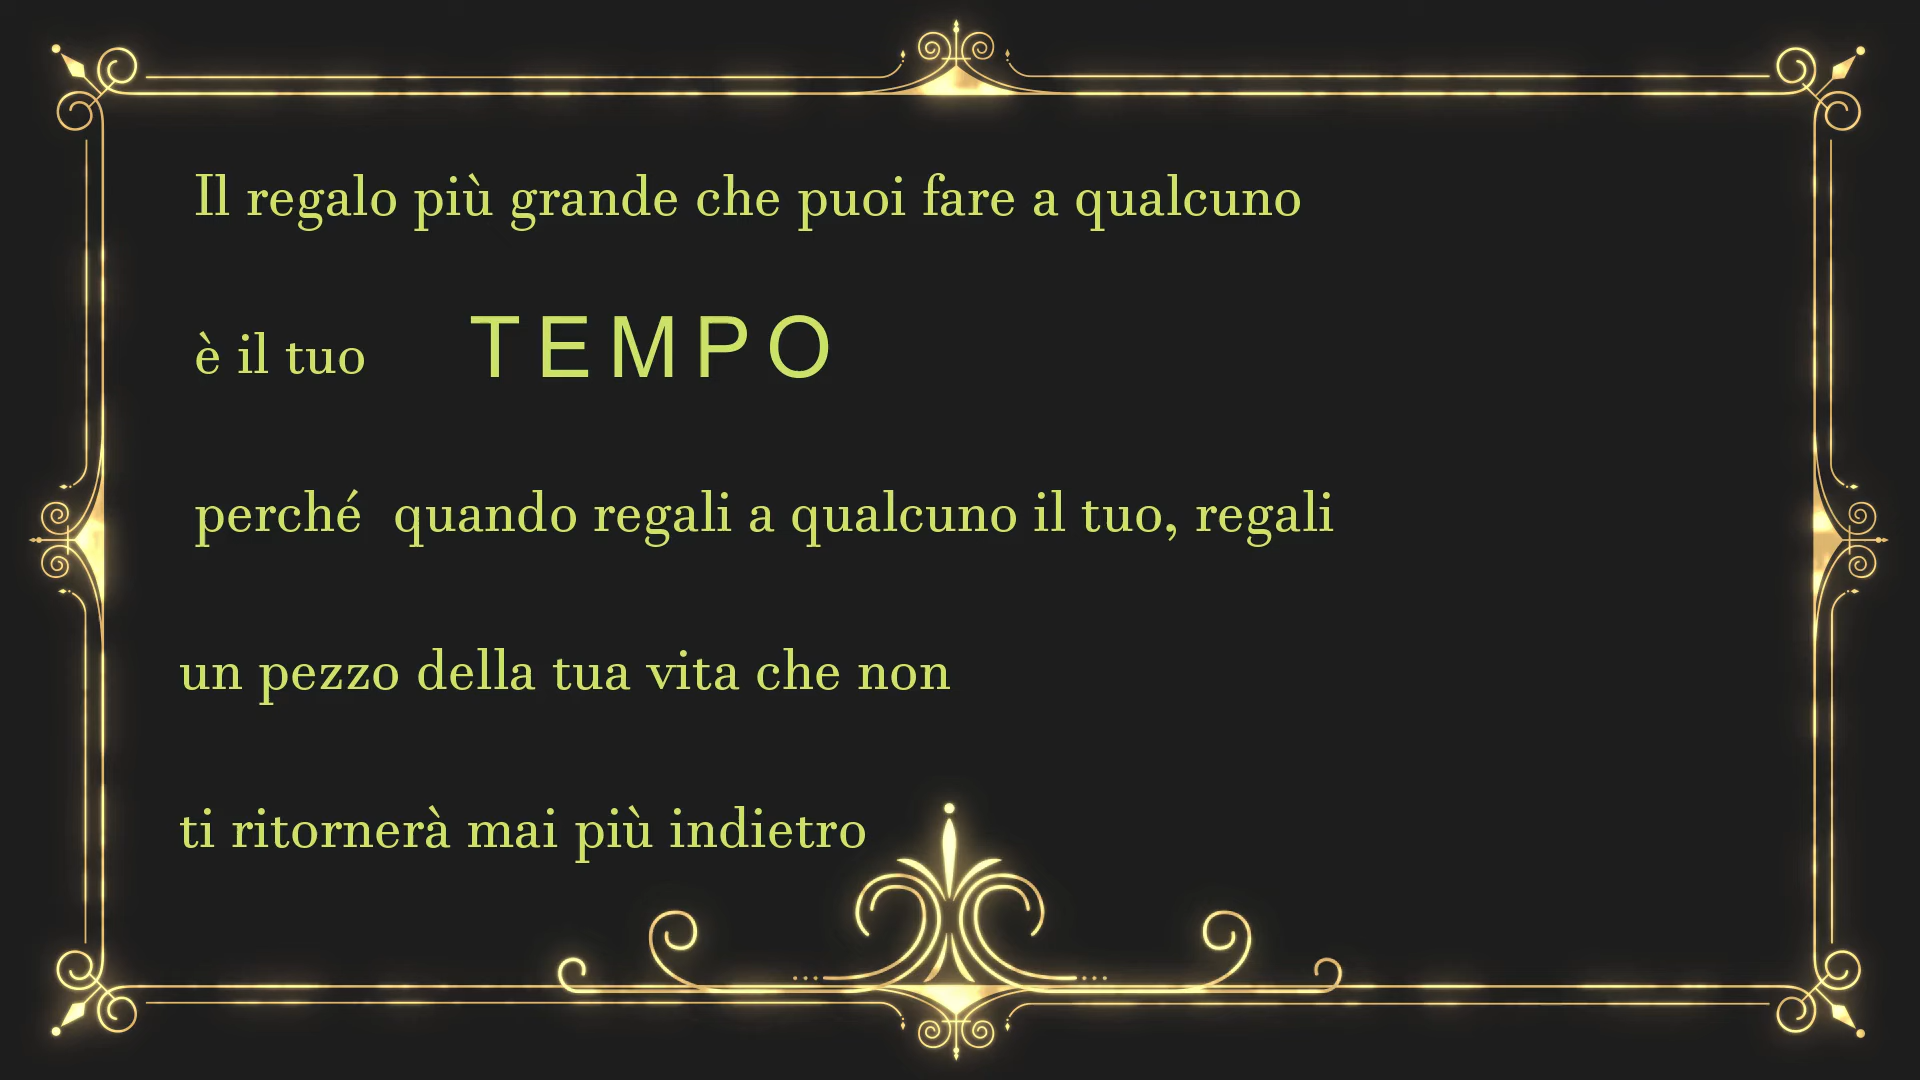 Il regalo più grande che puoi fare a qualcuno
è il tuo TEMPO
perché quando regali a qualcuno il tuo, regali
un pezzo della tua vita che non
ti ritornerà mai più indietro